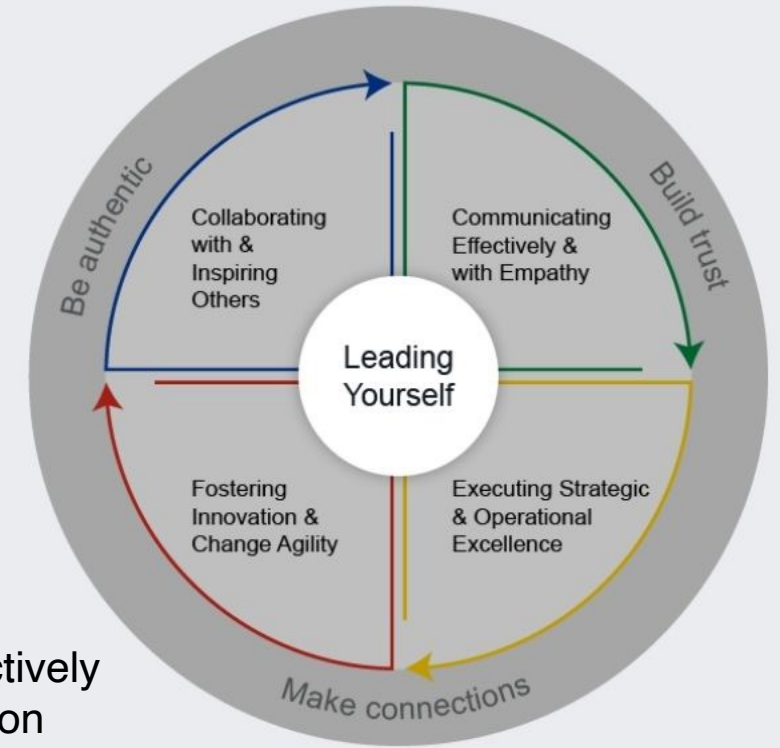 Be authentic
Build trust
Collaborating
with &
Inspiring
Others
Communicating
Effectively &
with Empathy
Leading
Yourself
Fostering
Innovation &
Change Agility
Executing Strategic
& Operational
Excellence
Make connections